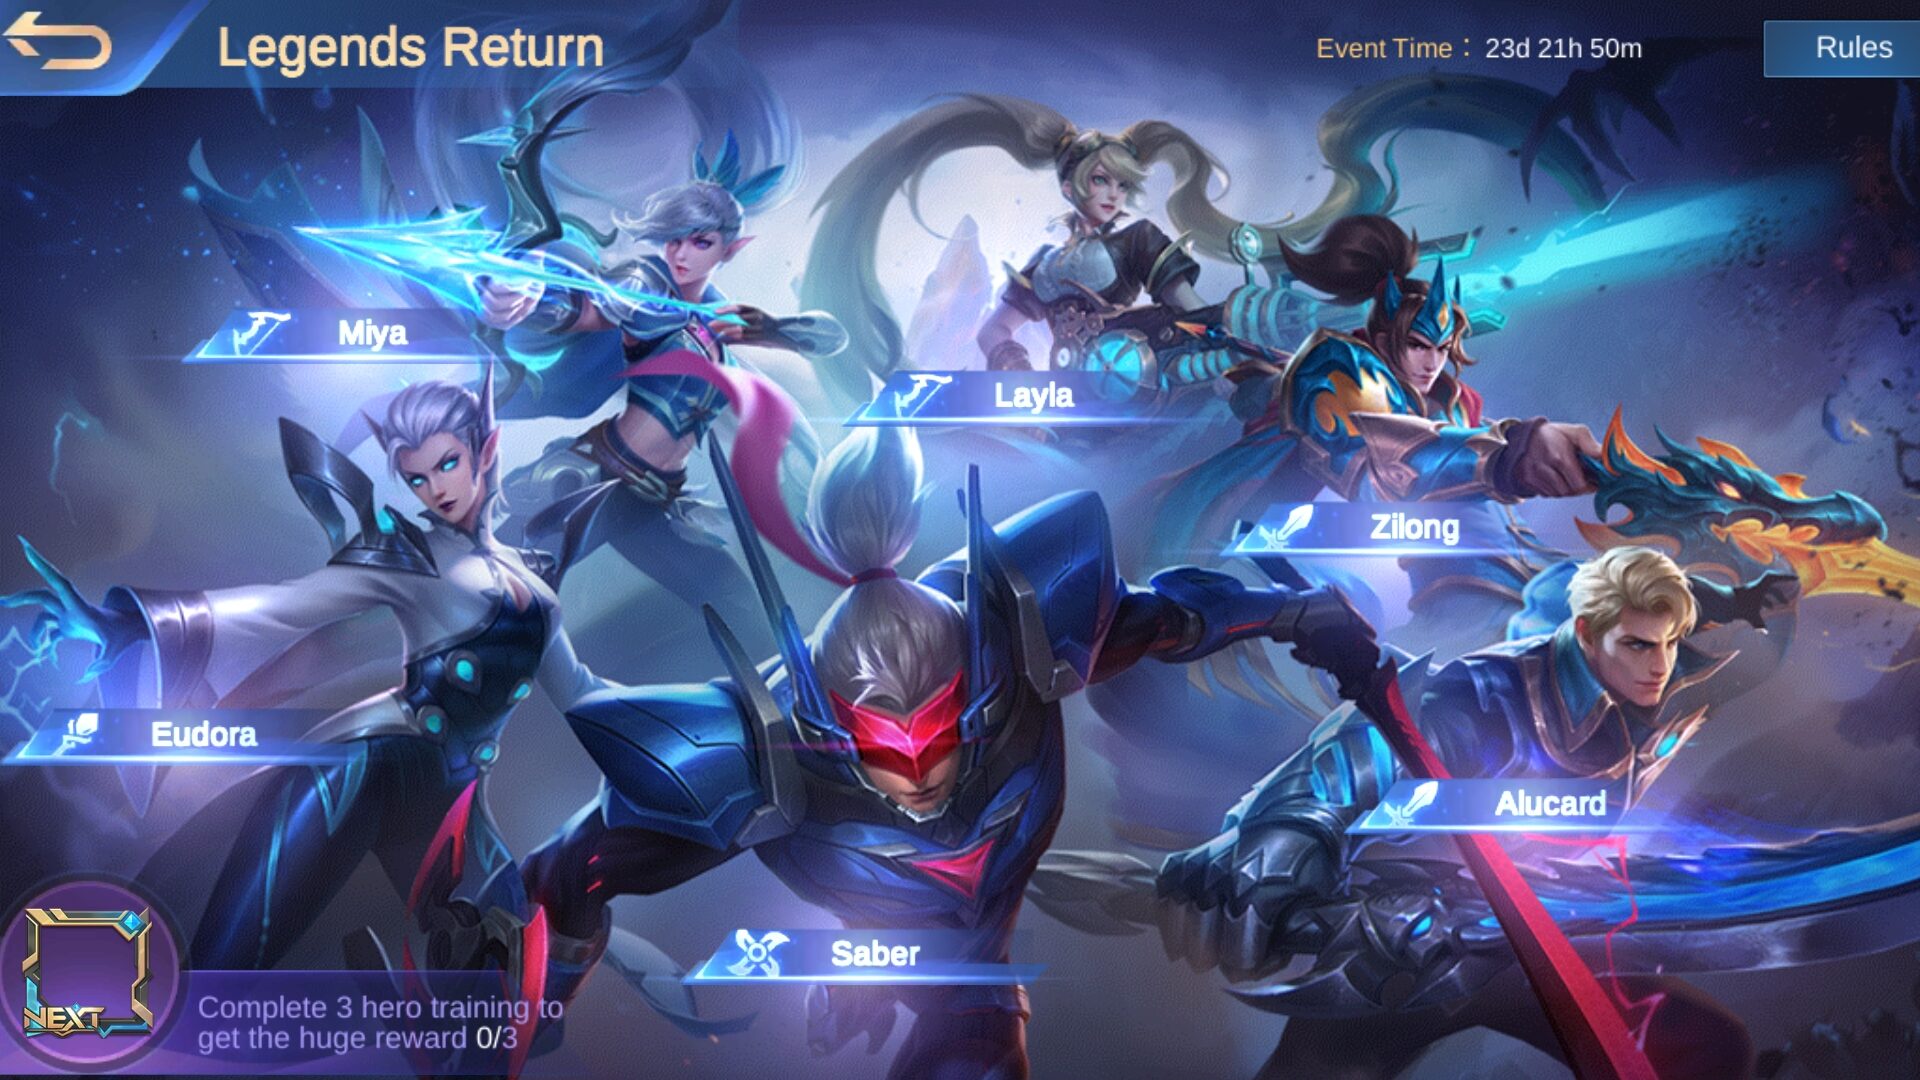 Legends Return
Event Time : 23d 21h 50m
Rules
Miya
Layla
Zilong
Eudora
Alucard
Saber
NEXT
Complete 3 hero training to
get the huge reward 0/3